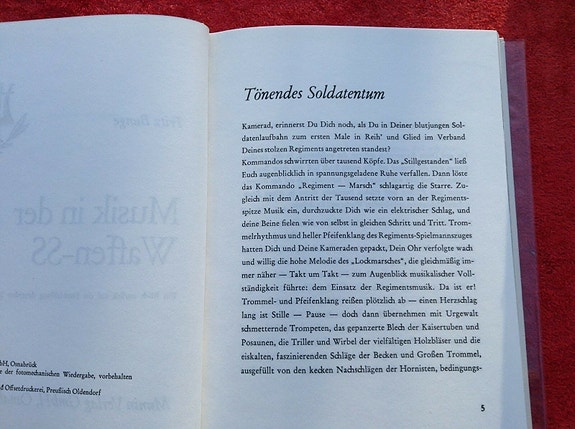 bH, Osnabrück
e der fotomechanischen Wiedergabe, vorbehalten
d Offsetdruckerei, Preußisch Oldendorf
Fritz Bunge
Musik in der
Waffen-SS
Tönendes Soldatentum
Kamerad, erinnerst Du Dich noch, als Du in Deiner blutjungen Sol-
datenlaufbahn zum ersten Male in Reih' und Glied im Verband
Deines stolzen Regiments angetreten standest?
Kommandos schwirrten über tausend Köpfe. Das „Stillgestanden" ließ
Euch augenblicklich in spannungsgeladene Ruhe verfallen. Dann löste
das Kommando „Regiment — Marsch" schlagartig die Starre. Zu-
gleich mit dem Antritt der Tausend setzte vorn an der Regiments-
spitze Musik ein, durchzuckte Dich wie ein elektrischer Schlag, und
deine Beine fielen wie von selbst in gleichen Schritt und Tritt. Trom-
melrhythmus und heller Pfeifenklang des Regiments-Spielmannszuges
hatten Dich und Deine Kameraden gepackt, Dein Ohr verfolgte wach
und willig die hohe Melodie des „Lockmarsches", die gleichmäßig im-
mer näher — Takt um Takt — zum Augenblick musikalischer Voll-
ständigkeit führte: dem Einsatz der Regimentsmusik. Da ist er!
Trommel- und Pfeifenklang reißen plötzlich ab — einen Herzschlag
lang ist Stille — Pause — doch dann übernehmen mit Urgewalt
schmetternde Trompeten, das gepanzerte Blech der Kaisertuben und
Posaunen, die Triller und Wirbel der vielfältigen Holzbläser und die
eiskalten, faszinierenden Schläge der Becken und Großen Trommel,
ausgefüllt von den kecken Nachschlägen der Hornisten, bedingungs-
5